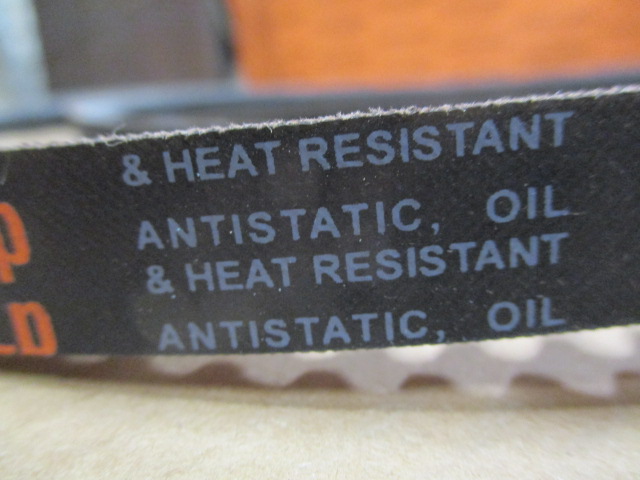 & HEAT RESISTANT
ANTISTATIC, OIL
& HEAT RESISTANT
ANTISTATIC, OIL